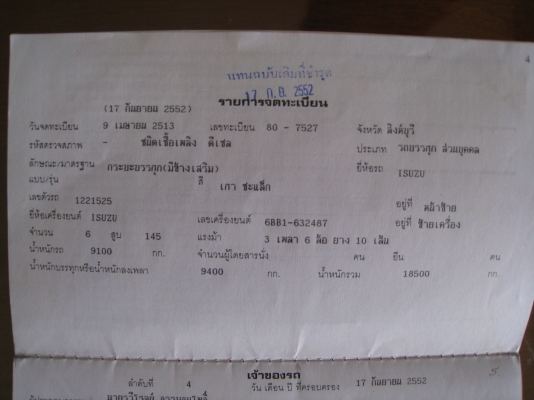 4
แทนฉบับเดิมที่ชำรุด
17 ก.ย. 2552
(17 กันยายน 2552) รายการจดทะเบียน
วันจดทะเบียน 9 เมษายน 2513 เลขทะเบียน 80 - 7527 จังหวัด สิงห์บุรี
รหัสตรวจสภาพ - ชนิดเชื้อเพลิง ดีเซล ประเภท รถบรรทุก ส่วนบุคคล
ลักษณะ/มาตรฐาน กระบะบรรทุก(มีข้างเสริม) ยี่ห้อรถ ISUZU
แบบ/รุ่น สี เทา
เลขตัวรถ 1221525 อยู่ที่ หน้าซ้าย
ยี่ห้อเครื่องยนต์ ISUZU เลขเครื่องยนต์ 6BB1-632487 อยู่ที่ ซ้ายเครื่อง
จำนวน 6 สูบ 145 แรงม้า 3 เพลา 6 ล้อ ยาง 10 เส้น
น้ำหนักรถ 9100 กก. จำนวนผู้โดยสารนั่ง คน ยืน คน
น้ำหนักบรรทุกหรือน้ำหนักลงเพลา 9400 กก. น้ำหนักรวม 18500 กก.
เจ้าของรถ 5
ลำดับที่ 4 วัน เดือน ปี ที่ครอบครอง 17 กันยายน 2552